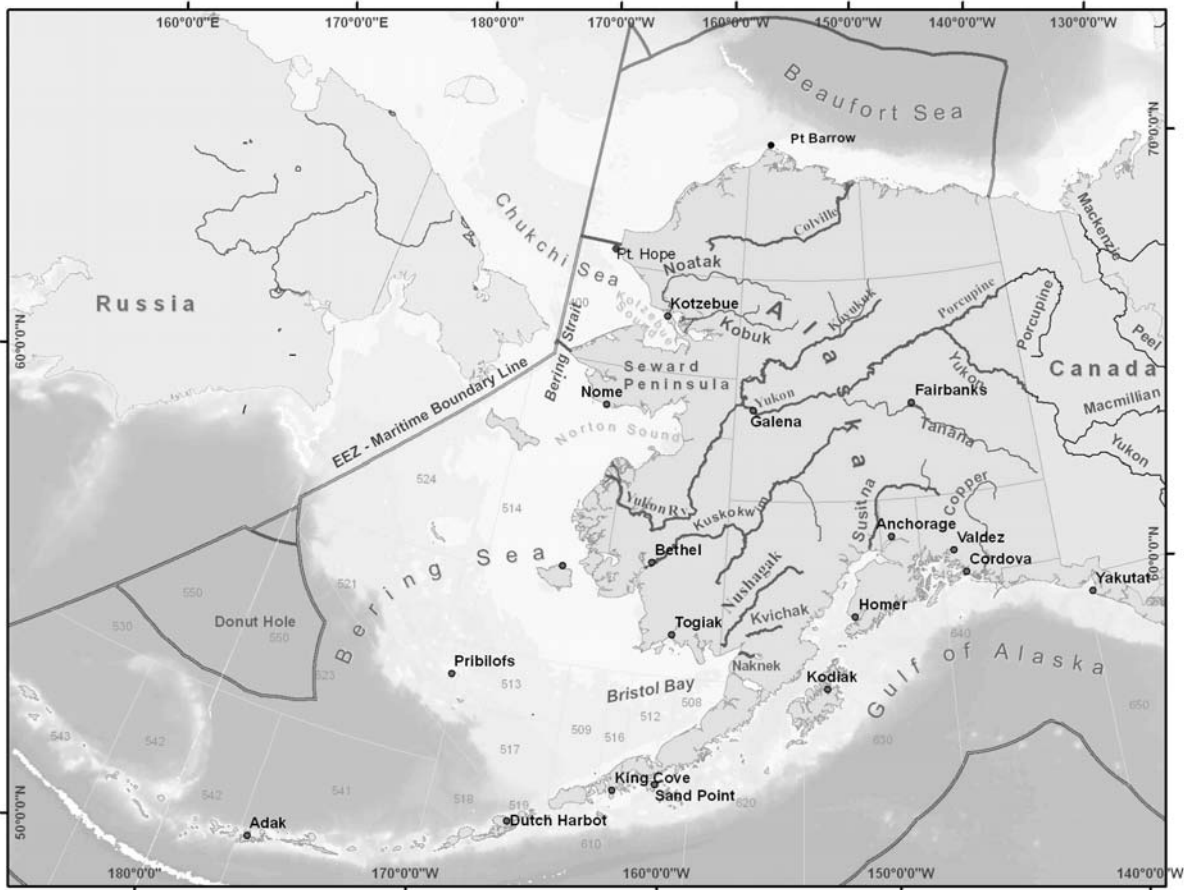 160°0'0"E
170°0'0"W
180°0'0"W
170°0'0"W
160°0'0"W
150°0'0"W
140°0'0"W
130°0'0"W
Beaufort Sea
70°0'0"N
Pt Barrow
Chukchi Sea
Colville
Mackenzie
Pt. Hope
Noatak
Russia
400
Kotzebue
Sound
Kotzebue
Kobuk
Alaska
Koyukuk
Porcupine
Porcupine
Peel
60°0'0"N
Bering Strait
Seward
Peninsula
Canada
EEZ - Maritime Boundary Line
Nome
Yukon
Galena
Fairbanks
Yukon
Macmillian
Norton Sound
Tanana
Yukon
524
514
Yukon Rv.
Kuskokwim
Susitna
Copper
Anchorage
Valdez
Cordova
Bering Sea
Bethel
60°0'0"N
521
550
Nushagak
Yakutat
530
Donut Hole
550
Togiak
Kvichak
Homer
640
Gulf of Alaska
523
Pribilofs
513
Naknek
Kodiak
Bristol Bay
508
512
650
543
542
509
516
517
630
542
541
518
519
King Cove
Sand Point
620
50°0'0"N
Adak
Dutch Harbot
610
180°0'0"
170°0'0"W
160°0'0"W
150°0'0"W
140°0'0"W